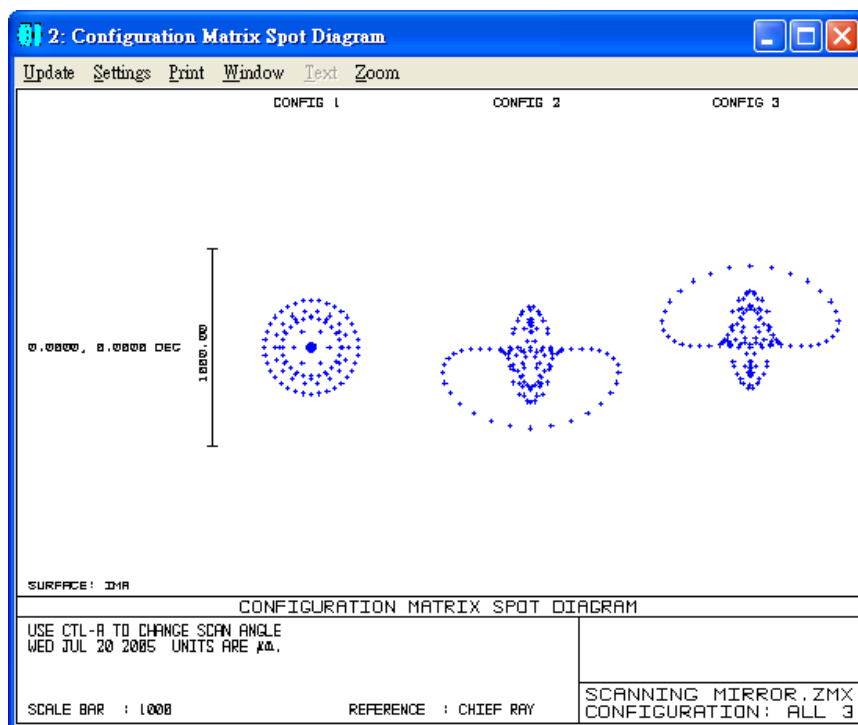 2: Configuration Matrix Spot Diagram
Update Settings Print Window Text Zoom
CONFIG 1 CONFIG 2 CONFIG 3
0.0000, 0.0000 DEG
1000.00
SURFACE: IMA
CONFIGURATION MATRIX SPOT DIAGRAM
USE CTL-A TO CHANGE SCAN ANGLE
WED JUL 20 2005 UNITS ARE µm.
SCALE BAR : 1000 REFERENCE : CHIEF RAY
SCANNING MIRROR.ZMX
CONFIGURATION: ALL 3